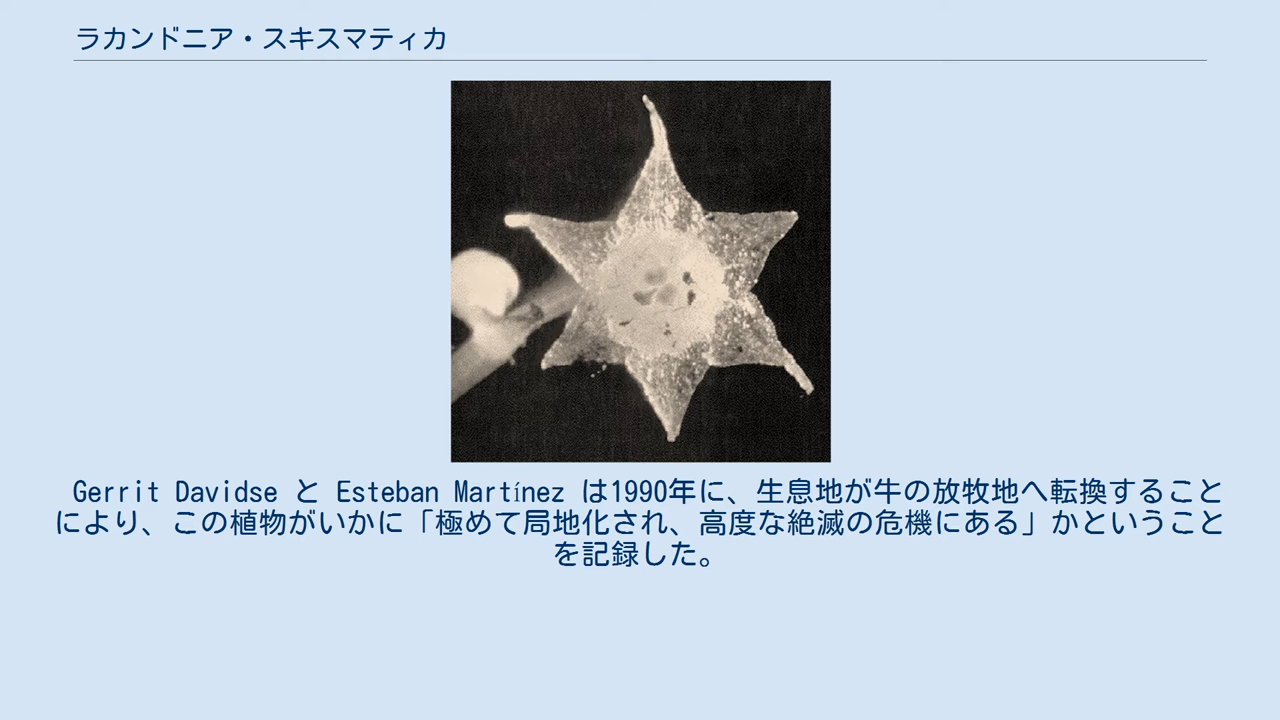 ラカンドニア・スキスマティカ
Gerrit Davidse と Esteban Martínez は1990年に、生息地が牛の放牧地へ転換すること
により、この植物がいかに「極めて局地化され、高度な絶滅の危機にある」かということ
を記録した。